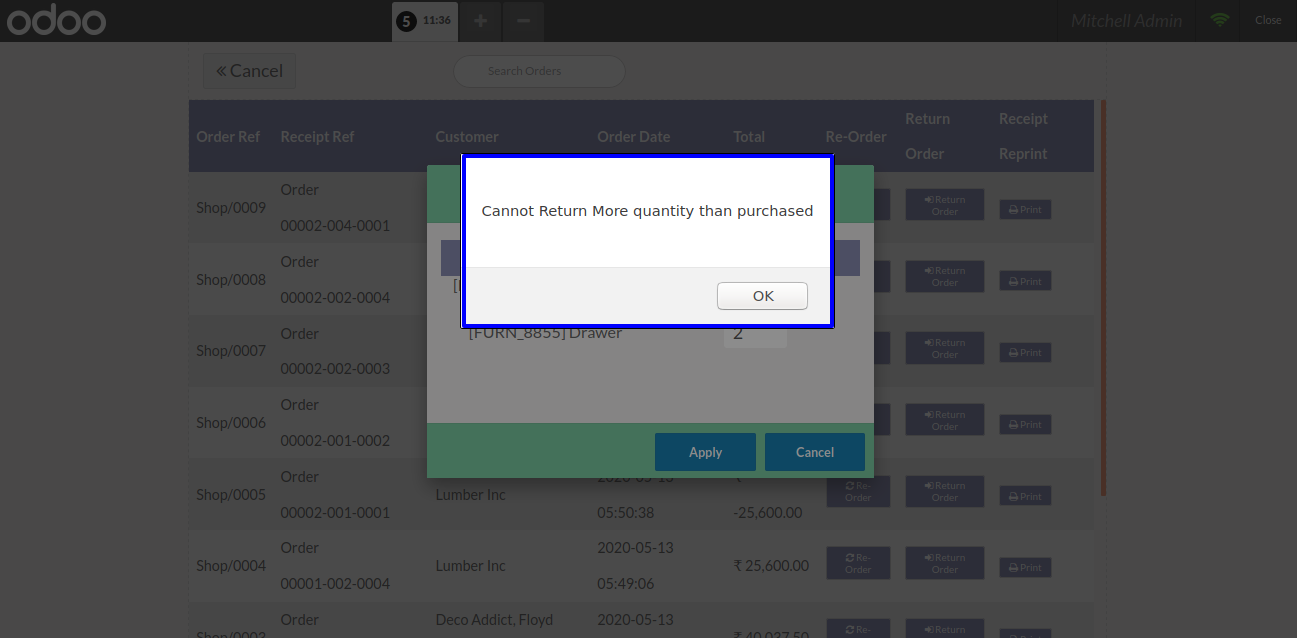 odoo
5 11:36
Mitchell Admin
Close
Cancel
Search Orders
Order Ref Receipt Ref Customer Order Date Total Re-Order Return Order Receipt Reprint
Shop/0009 Order 00002-004-0001 Return Order Print
Shop/0008 Order 00002-002-0004 Return Order Print
Shop/0007 Order 00002-002-0003 Return Order Print
Shop/0006 Order 00002-001-0002 Return Order Print
Cannot Return More quantity than purchased
OK
[FURN_8855] Drawer 2
Apply Cancel
Shop/0005 Order 00002-001-0001 Lumber Inc 05:50:38 -25,600.00 Re-Order Return Order Print
Shop/0004 Order 00001-002-0004 Lumber Inc 2020-05-13 05:49:06 ₹ 25,600.00 Re-Order Return Order Print
Shop/0003 Order Deco Addict, Floyd 2020-05-13 ₹ 40,037.50 Re- Return Print